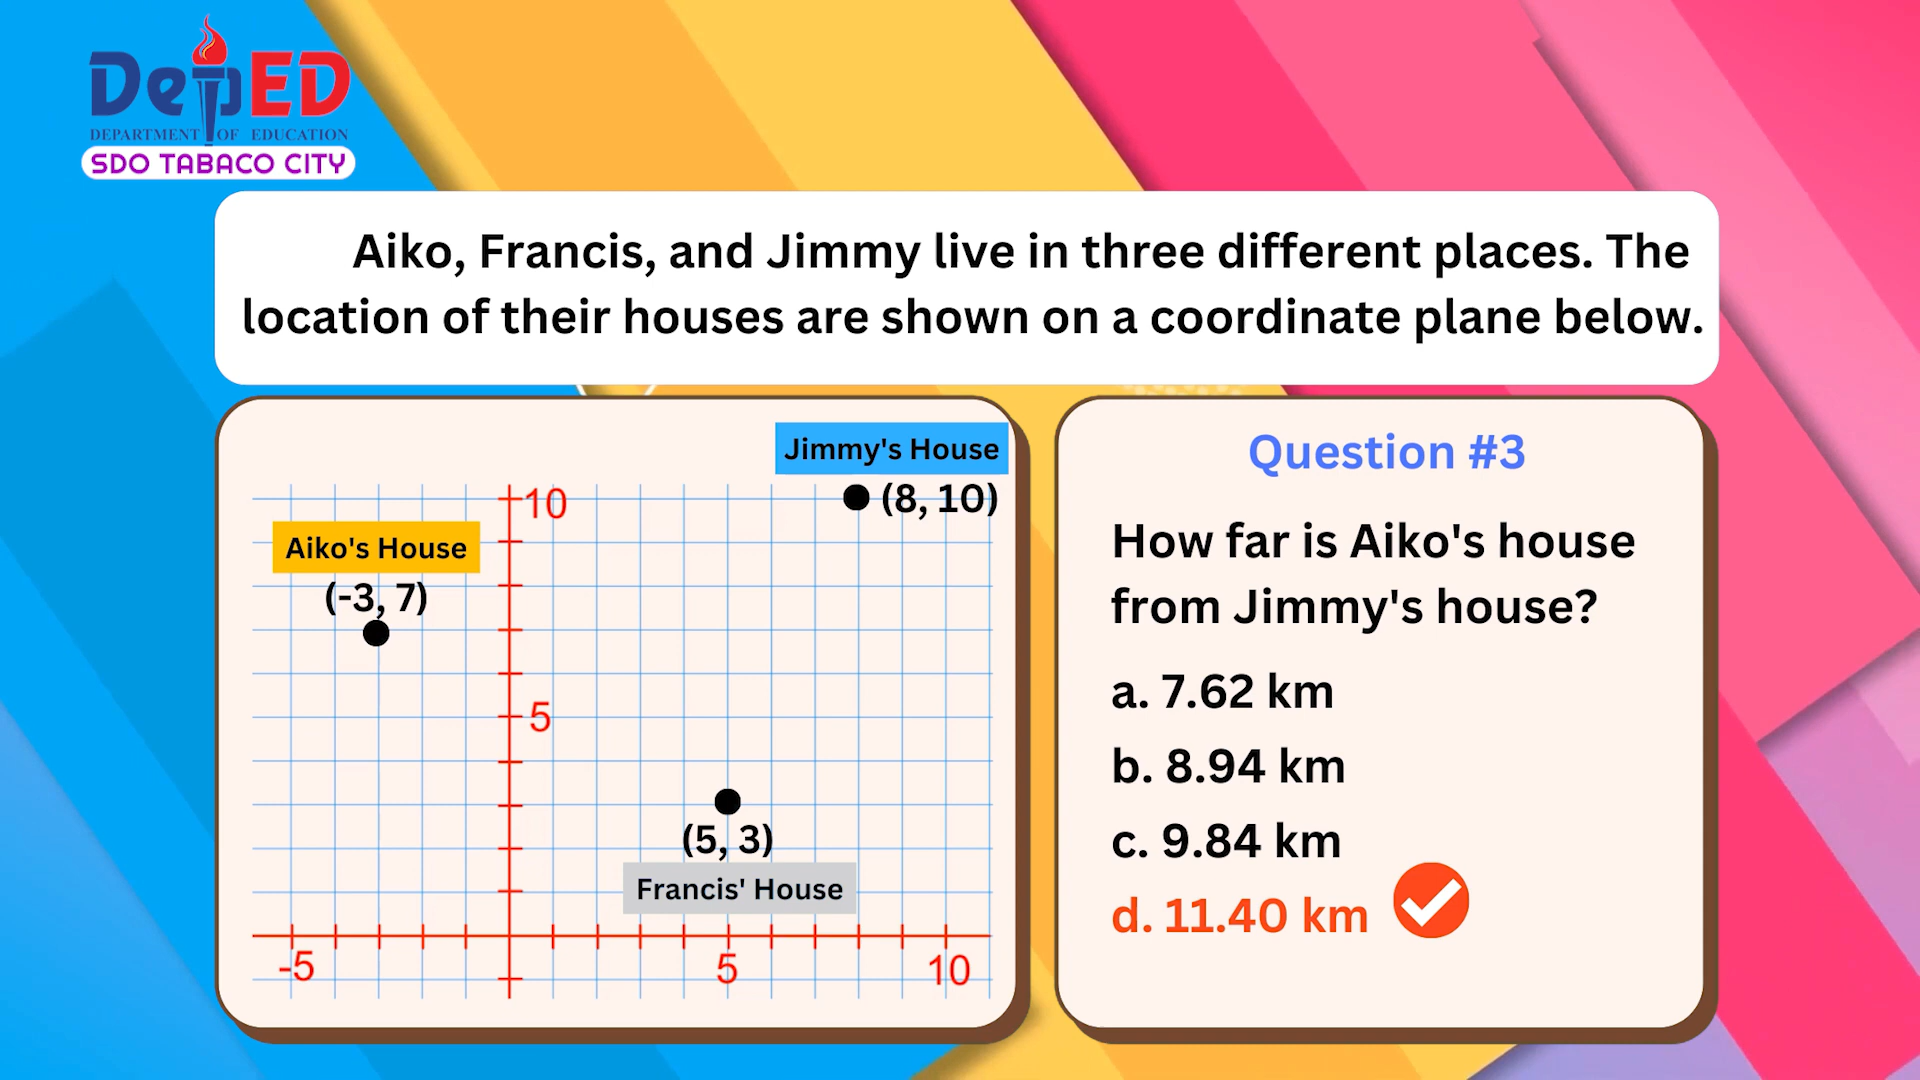 DepED
DEPARTMENT OF EDUCATION
SDO TABACO CITY
Aiko, Francis, and Jimmy live in three different places. The
location of their houses are shown on a coordinate plane below.
Jimmy's House
(8, 10)
10
Aiko's House
(-3, 7)
5
(5, 3)
Francis' House
-5
5
10
Question #3
How far is Aiko's house
from Jimmy's house?
a. 7.62 km
b. 8.94 km
c. 9.84 km
d. 11.40 km